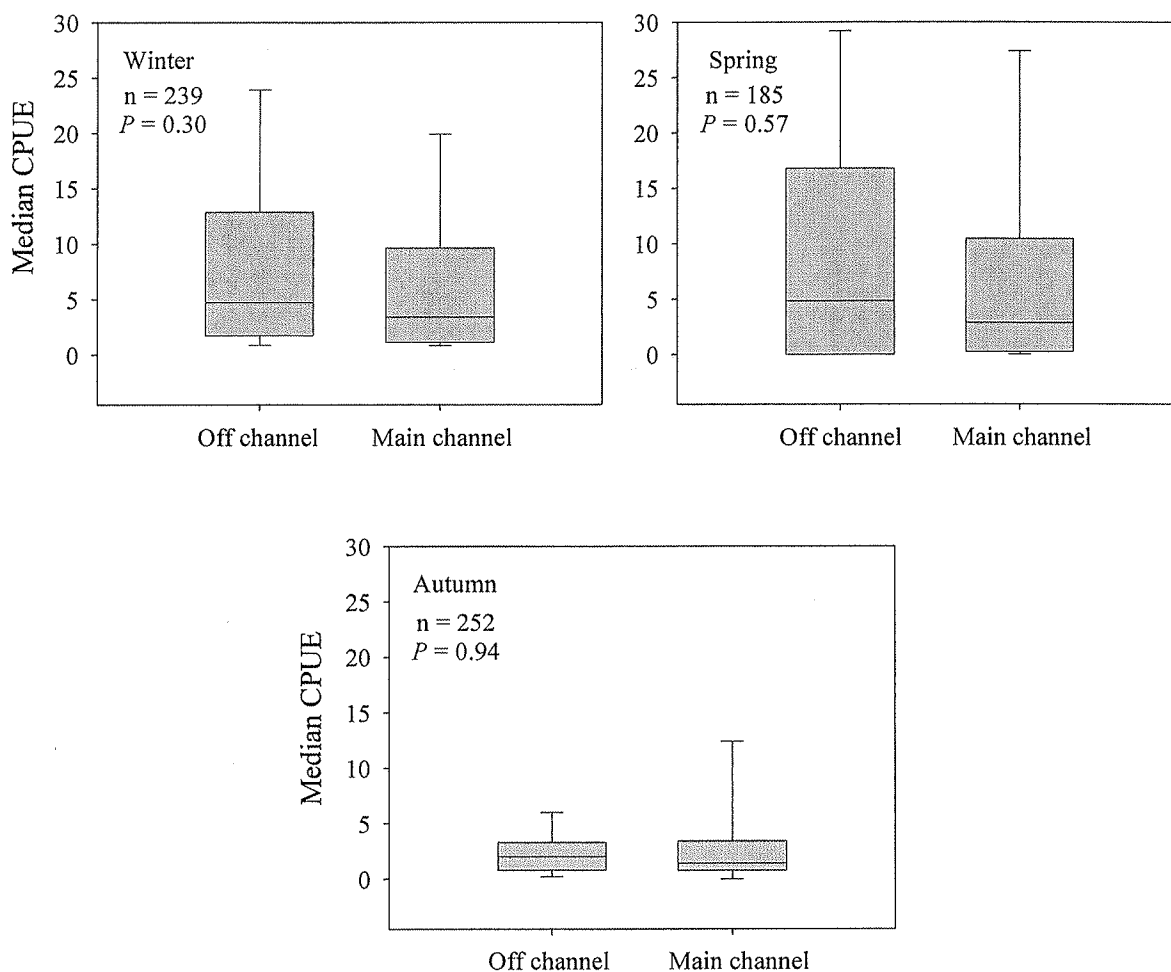 Median CPUE
30
25
20
15
10
5
0
Winter
n = 239
P = 0.30
Off channel
Main channel
30
25
20
15
10
5
0
Spring
n = 185
P = 0.57
Off channel
Main channel
Median CPUE
30
25
20
15
10
5
0
Autumn
n = 252
P = 0.94
Off channel
Main channel